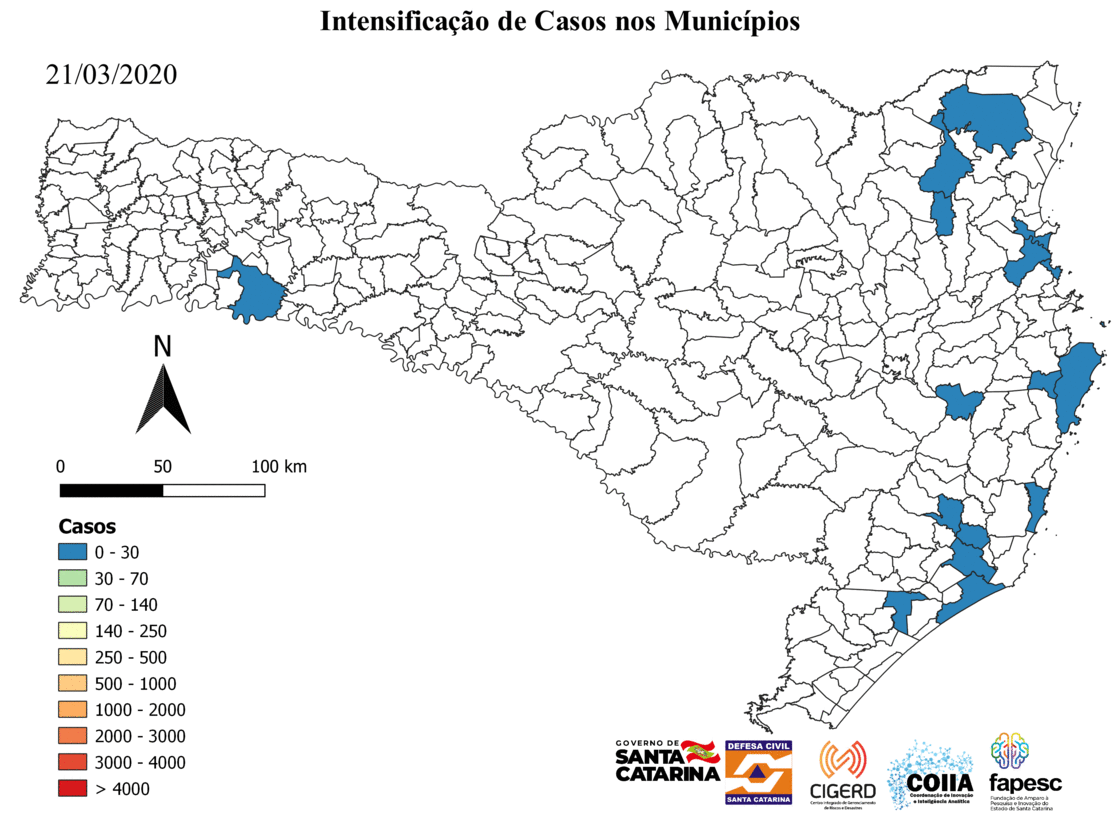 Intensificação de Casos nos Municípios
21/03/2020
N
0 50 100 km
Casos
0 - 30
30 - 70
70 - 140
140 - 250
250 - 500
500 - 1000
1000 - 2000
2000 - 3000
3000 - 4000
> 4000
GOVERNO DE
SANTA
CATARINA
DEFESA CIVIL
SANTA CATARINA
CIGERD
Centro Integrado de Gerenciamento
de Riscos e Desastres
COIIA
Coordenação de Inovação
e Inteligência Analítica
fapesc
Fundação de Amparo à
Pesquisa e Inovação do
Estado de Santa Catarina